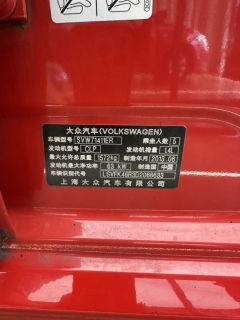 大众汽车(VOLKSWAGEN)
车辆型号 SVW71411ER 乘坐人数 5
发动机型号 CLP 发动机排量 1.4L
最大允许总质量 1572kg 制造年月 2013.06
发动机最大净功率 63 kW 制造国 中国
车辆识别代号 LSVFK46R3D2066633
上海大众汽车有限公司